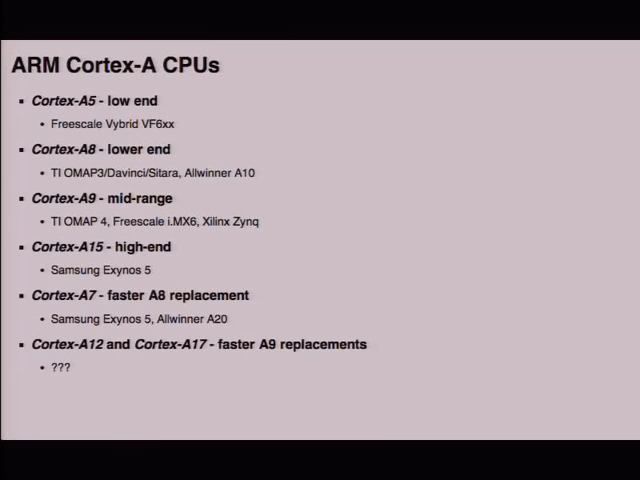 ARM Cortex-A CPUs
Cortex-A5 - low end
Freescale Vybrid VF6xx
Cortex-A8 - lower end
TI OMAP3/Davinci/Sitara, Allwinner A10
Cortex-A9 - mid-range
TI OMAP 4, Freescale i.MX6, Xilinx Zynq
Cortex-A15 - high-end
Samsung Exynos 5
Cortex-A7 - faster A8 replacement
Samsung Exynos 5, Allwinner A20
Cortex-A12 and Cortex-A17 - faster A9 replacements
???